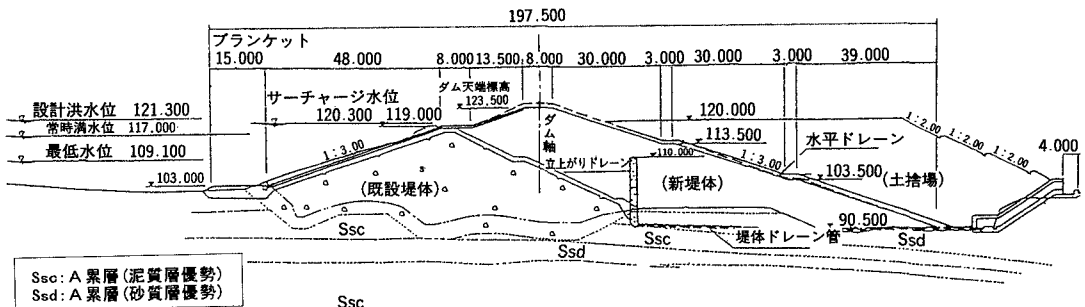 197.500
ブランケット
15.000 48.000 8.000 13.500 8.000 30.000 3.000 30.000 3.000 39.000
ダム天端標高
123.500
設計洪水位 121.300
常時満水位 117.000
最低水位 109.100
サーチャージ水位
120.300 119.000
103.000
1:3.00
(既設堤体)
ダム軸
立上がりドレーン
110.000
120.000
113.500
1:3.00
水平ドレーン
103.500
(新堤体)
(土捨場)
1:2.00 1:2.00 1:2.00
4.000
90.500
堤体ドレーン管
Ssc
Ssd
Ssc
Ssd
Ssc:A累層(泥質層優勢)
Ssd:A累層(砂質層優勢)
Ssc